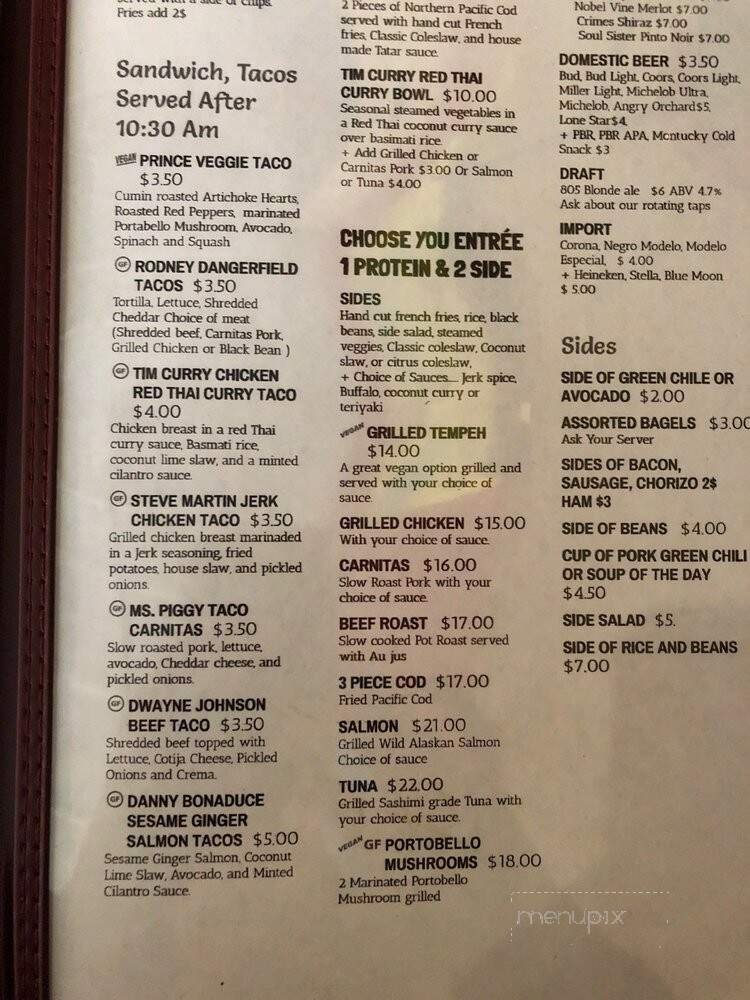 served with a side of chips.
Fries add 2$
Sandwich, Tacos
Served After
10:30 Am
VEGAN PRINCE VEGGIE TACO
$3.50
Cumin roasted Artichoke Hearts,
Roasted Red Peppers, marinated
Portabello Mushroom, Avocado,
Spinach and Squash
GF RODNEY DANGERFIELD
TACOS $3.50
Tortilla, Lettuce, Shredded
Cheddar Choice of meat
(Shredded beef, Carnitas Pork,
Grilled Chicken or Black Bean )
GF TIM CURRY CHICKEN
RED THAI CURRY TACO
$4.00
Chicken breast in a red Thai
curry sauce, Basmati rice,
coconut lime slaw, and a minted
cilantro sauce.
GF STEVE MARTIN JERK
CHICKEN TACO $3.50
Grilled chicken breast marinaded
in a Jerk seasoning, fried
potatoes, house slaw, and pickled
onions.
GF MS. PIGGY TACO
CARNITAS $3.50
Slow roasted pork, lettuce,
avocado, Cheddar cheese, and
pickled onions.
GF DWAYNE JOHNSON
BEEF TACO $3.50
Shredded beef topped with
Lettuce, Cotija Cheese, Pickled
Onions and Crema.
GF DANNY BONADUCE
SESAME GINGER
SALMON TACOS $5.00
Sesame Ginger Salmon, Coconut
Lime Slaw, Avocado, and Minted
Cilantro Sauce.
2 Pieces of Northern Pacific Cod
served with hand cut French
fries, Classic Coleslaw, and house
made Tatar sauce.
TIM CURRY RED THAI
CURRY BOWL $10.00
Seasonal steamed vegetables in
a Red Thai coconut curry sauce
over basimati rice.
+ Add Grilled Chicken or
Carnitas Pork $3.00 Or Salmon
or Tuna $4.00
CHOOSE YOU ENTRÉE
1 PROTEIN & 2 SIDE
SIDES
Hand cut french fries, rice, black
beans, side salad, steamed
veggies, Classic coleslaw, Coconut
slaw, or citrus coleslaw,
+ Choice of Sauces.... Jerk spice,
Buffalo, coconut curry or
teriyaki
VEGAN GRILLED TEMPEH
$14.00
A great vegan option grilled and
served with your choice of
sauce.
GRILLED CHICKEN $15.00
With your choice of sauce.
CARNITAS $16.00
Slow Roast Pork with your
choice of sauce.
BEEF ROAST $17.00
Slow cooked Pot Roast served
with Au jus
3 PIECE COD $17.00
Fried Pacific Cod
SALMON $21.00
Grilled Wild Alaskan Salmon
Choice of sauce
TUNA $22.00
Grilled Sashimi grade Tuna with
your choice of sauce.
VEGAN GF PORTOBELLO
MUSHROOMS $18.00
2 Marinated Portobello
Mushroom grilled
Nobel Vine Merlot $7.00
Crimes Shiraz $7.00
Soul Sister Pinto Noir $7.00
DOMESTIC BEER $3.50
Bud, Bud Light, Coors, Coors Light,
Miller Light, Michelob Ultra,
Michelob, Angry Orchard$5,
Lone Star$4
+ PBR, PBR APA, Montucky Cold
Snack $3
DRAFT
805 Blonde ale $6 ABV 4.7%
Ask about our rotating taps
IMPORT
Corona, Negro Modelo, Modelo
Especial, $ 4.00
+ Heineken, Stella, Blue Moon
$ 5.00
Sides
SIDE OF GREEN CHILE OR
AVOCADO $2.00
ASSORTED BAGELS $3.00
Ask Your Server
SIDES OF BACON,
SAUSAGE, CHORIZO 2$
HAM $3
SIDE OF BEANS $4.00
CUP OF PORK GREEN CHILI
OR SOUP OF THE DAY
$4.50
SIDE SALAD $5.
SIDE OF RICE AND BEANS
$7.00
menupix